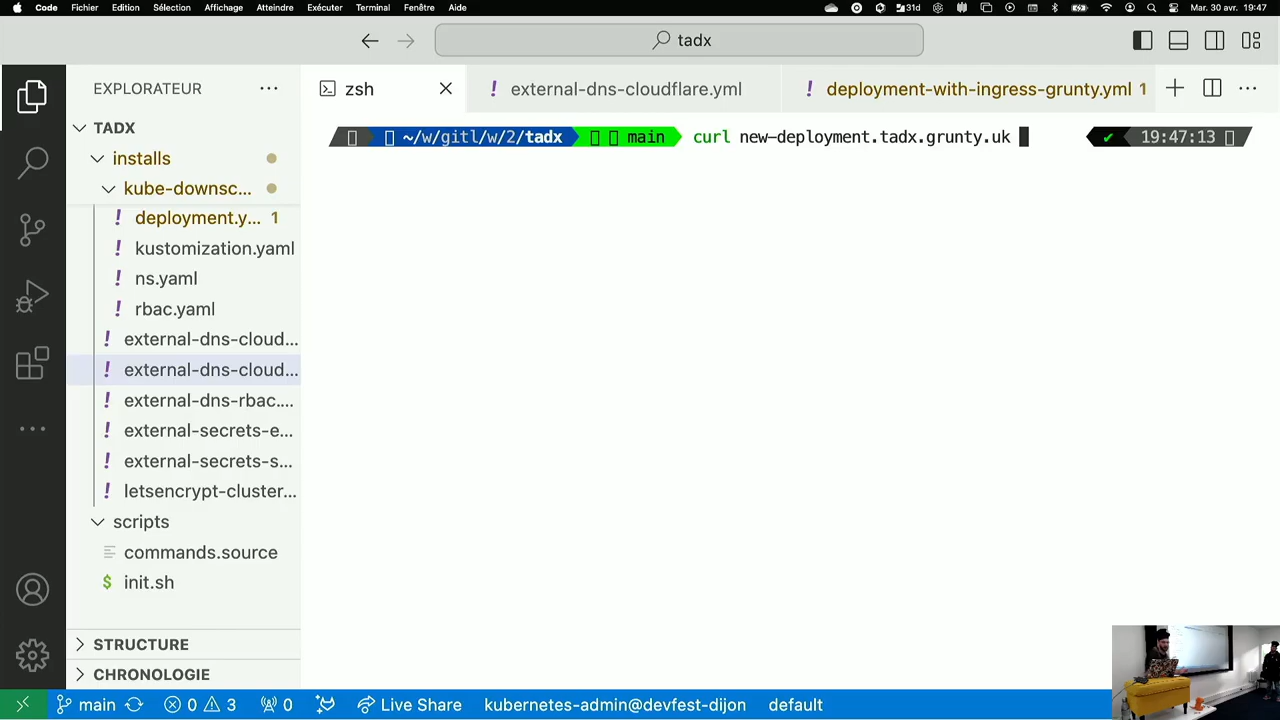 Code Fichier Edition Sélection Affichage Atteindre Exécuter Terminal Fenêtre Aide 31d Mar. 30 avr. 19:47
tadx
EXPLORATEUR
zsh
external-dns-cloudflare.yml
deployment-with-ingress-grunty.yml 1
TADX
~/w/gitl/w/2/tadx main curl new-deployment.tadx.grunty.uk 19:47:13
installs
kube-downsc...
deployment.y... 1
kustomization.yaml
ns.yaml
rbac.yaml
external-dns-cloud...
external-dns-cloud...
external-dns-rbac....
external-secrets-e...
external-secrets-s...
letsencrypt-cluster...
scripts
commands.source
init.sh
STRUCTURE
CHRONOLOGIE
main 0 3 0 Live Share kubernetes-admin@devfest-dijon default